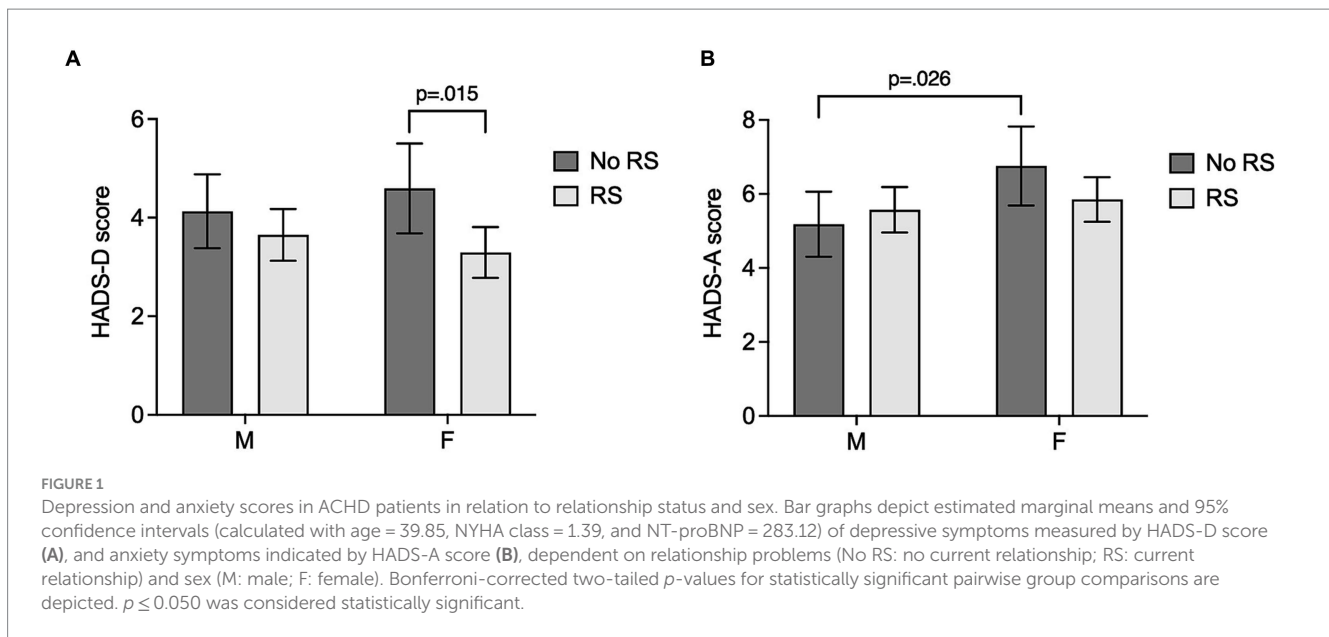 A
p=.015
6
4
2
0
HADS-D score
No RS
RS
M
F
B
p=.026
8
6
4
2
0
HADS-A score
No RS
RS
M
F
FIGURE 1
Depression and anxiety scores in ACHD patients in relation to relationship status and sex. Bar graphs depict estimated marginal means and 95%
confidence intervals (calculated with age = 39.85, NYHA class = 1.39, and NT-proBNP = 283.12) of depressive symptoms measured by HADS-D score
(A), and anxiety symptoms indicated by HADS-A score (B), dependent on relationship problems (No RS: no current relationship; RS: current
relationship) and sex (M: male; F: female). Bonferroni-corrected two-tailed p-values for statistically significant pairwise group comparisons are
depicted. p ≤ 0.050 was considered statistically significant.